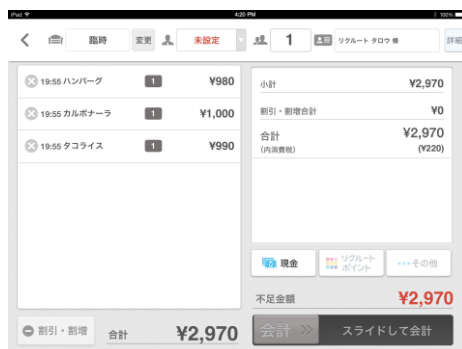 iPad
4:20 PM
100%
臨時
変更
未設定
1
リクルート タロウ 様
詳細
19:55 ハンバーグ 1 ¥980
19:55 カルボナーラ 1 ¥1,000
19:55 タコライス 1 ¥990
割引・割増
合計 ¥2,970
小計 ¥2,970
割引・割増合計 ¥0
合計 ¥2,970
(内消費税) (¥220)
現金
リクルート
ポイント
その他
不足金額 ¥2,970
会計
スライドして会計